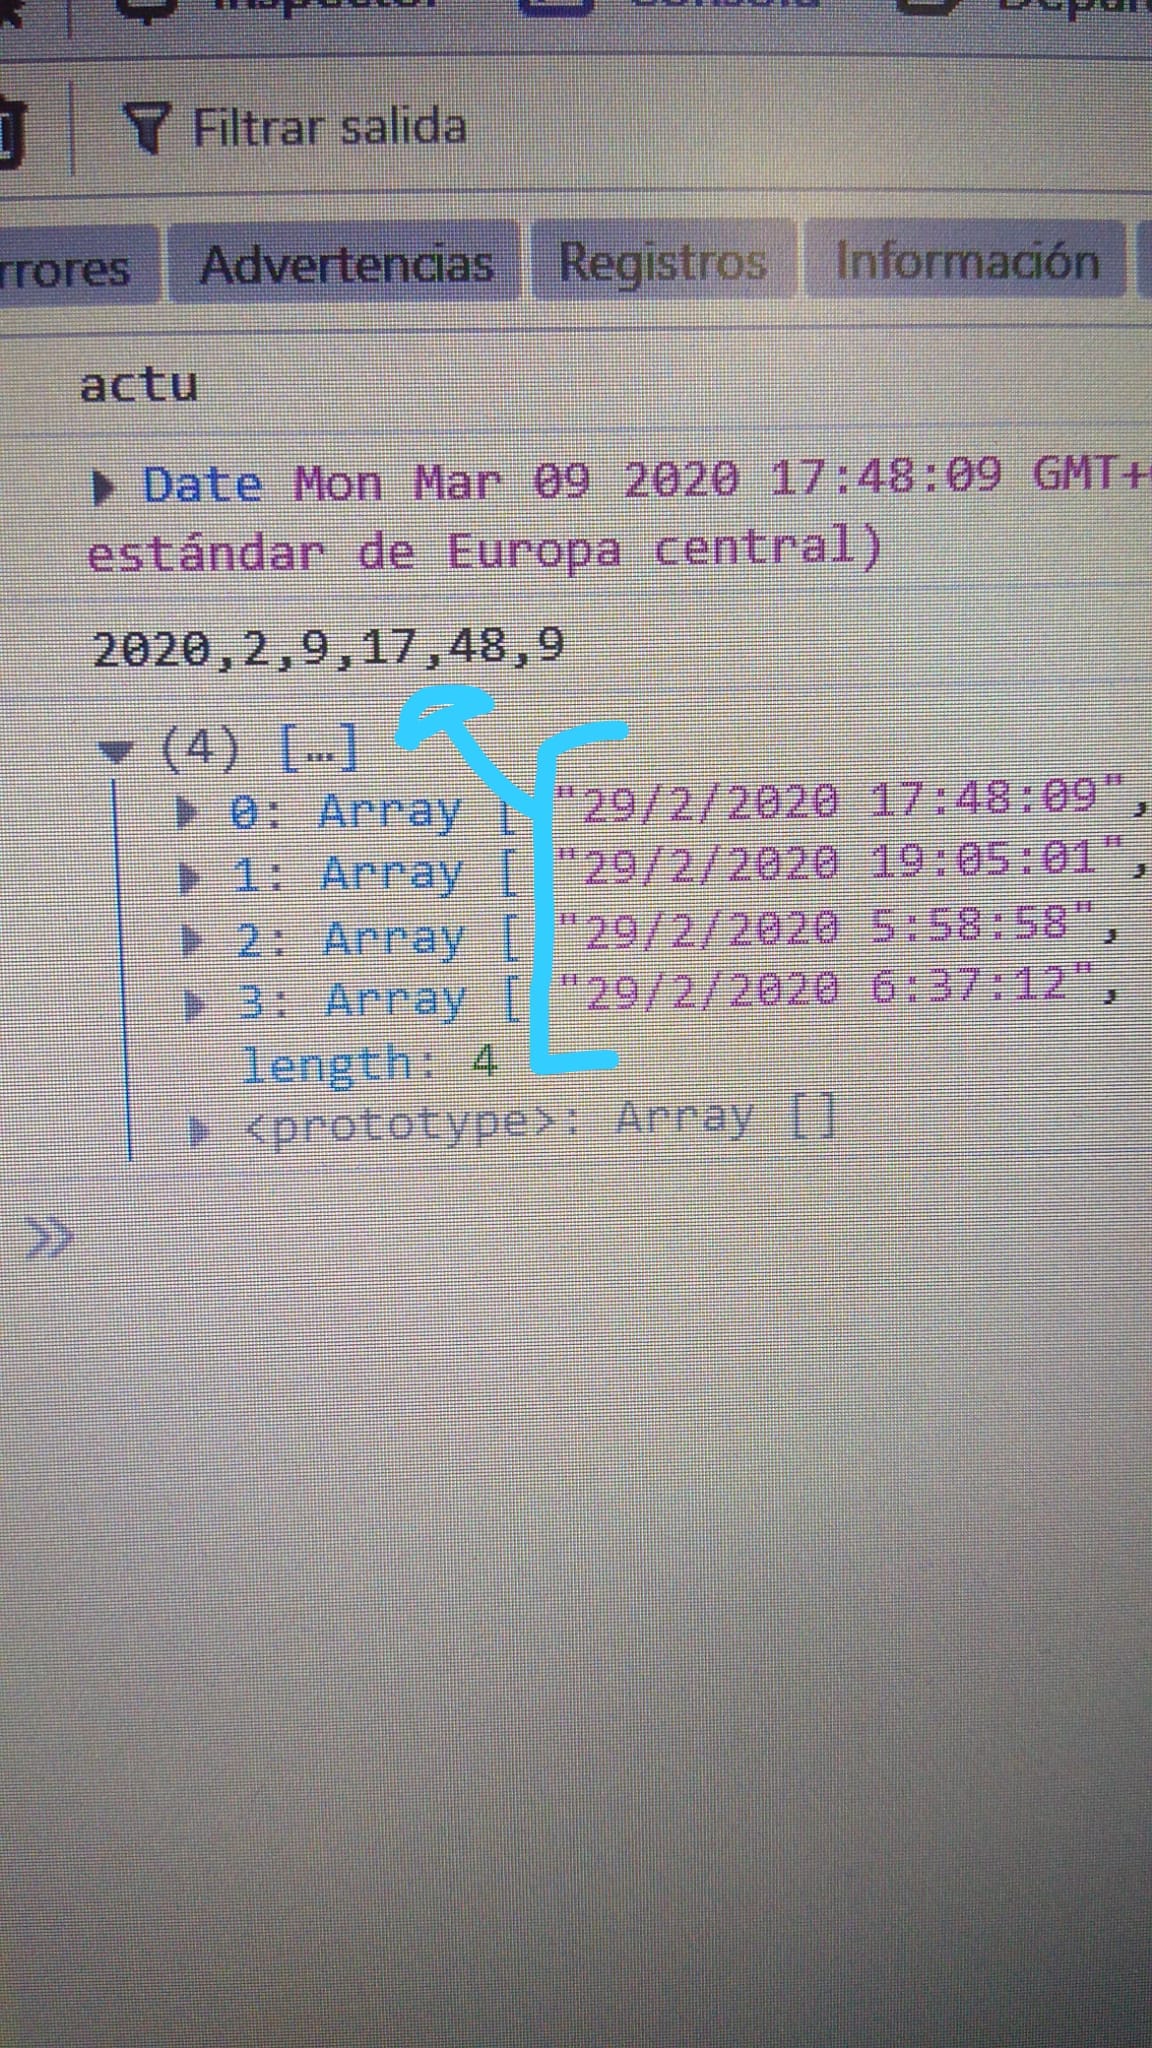 Filtrar salida
rrores Advertencias Registros Información
actu
Date Mon Mar 09 2020 17:48:09 GMT+
estándar de Europa central)
2020,2,9,17,48,9
(4) […]
0: Array [ "29/2/2020 17:48:09",
1: Array [ "29/2/2020 19:05:01",
2: Array [ "29/2/2020 5:58:58",
3: Array [ "29/2/2020 6:37:12",
length: 4
<prototype>: Array []
»